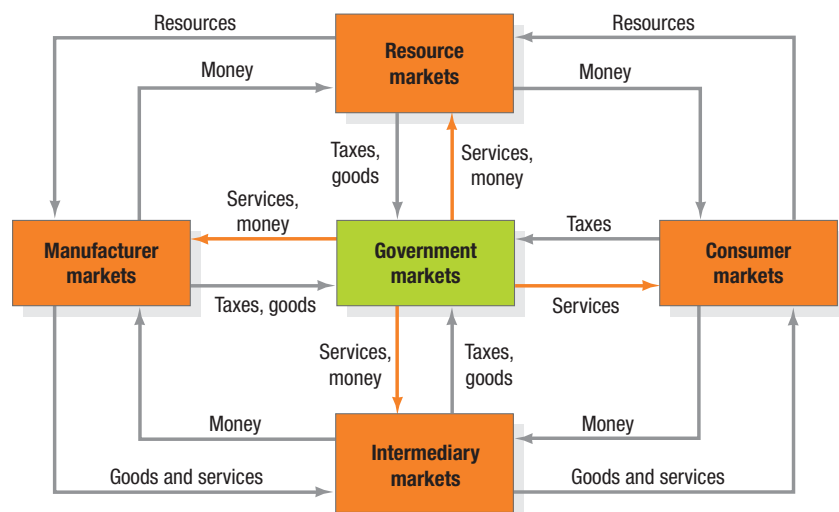 Resources
Resource
markets
Resources
Money
Money
Taxes,
goods
Services,
money
Services,
money
Manufacturer
markets
Government
markets
Taxes
Consumer
markets
Taxes, goods
Services
Services,
money
Taxes,
goods
Money
Intermediary
markets
Money
Goods and services
Goods and services